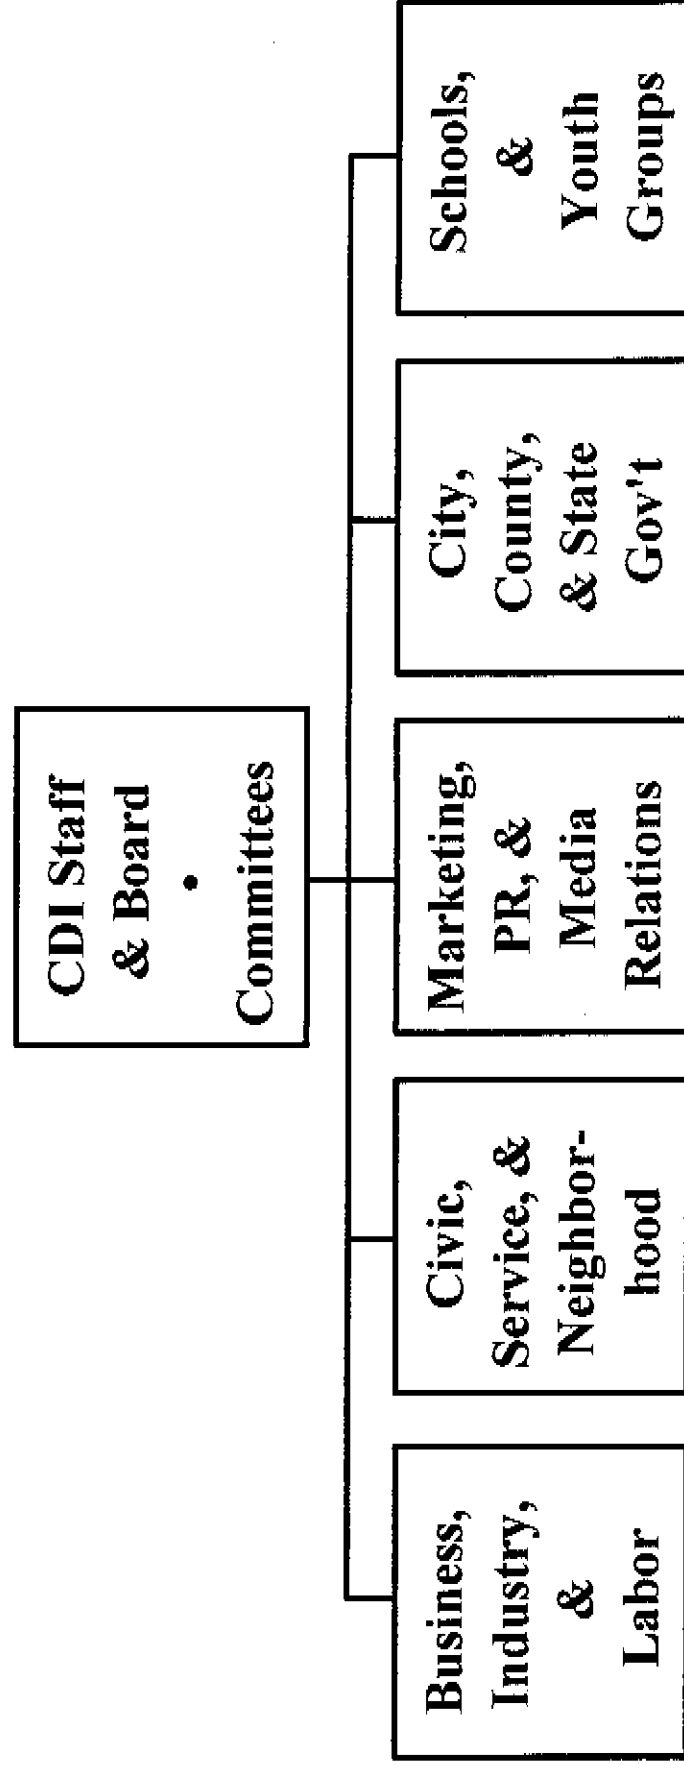 CDI Staff
& Board
•
Committees
Business,
Industry,
&
Labor
Civic,
Service, &
Neighbor-
hood
Marketing,
PR, &
Media
Relations
City,
County,
& State
Gov't
Schools,
&
Youth
Groups